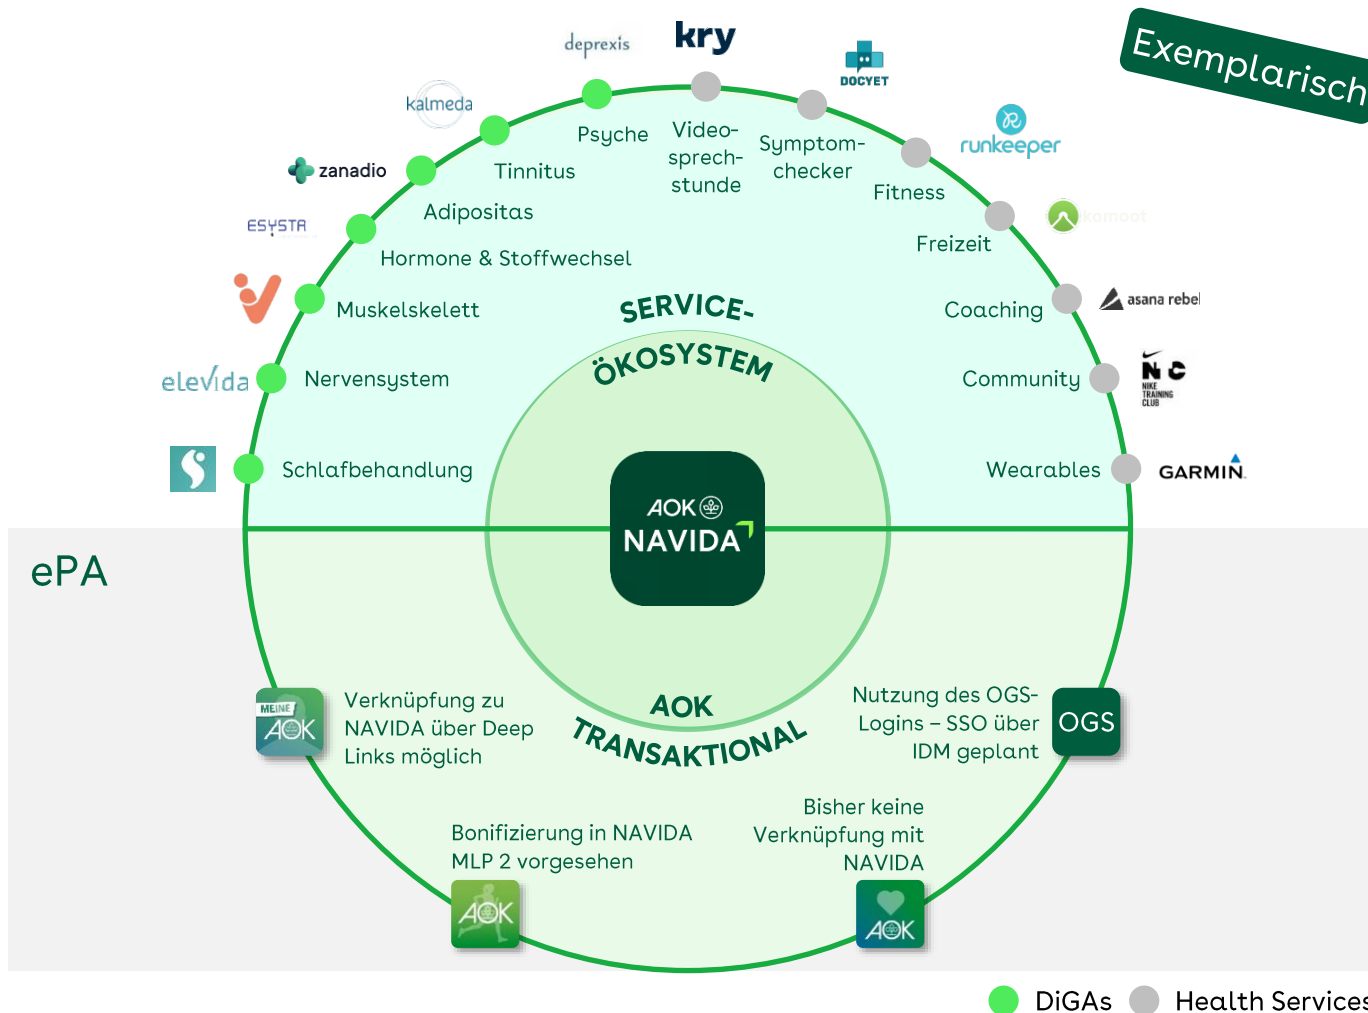 Exemplarisch
deprexis
kry
DOCYET
kalmeda
runkeeper
zanadio
komoot
ESYSTA
asana rebel
elevida
NIKE
TRAINING
CLUB
GARMIN
Psyche
Video-
sprech-
stunde
Symptom-
checker
Tinnitus
Fitness
Adipositas
Freizeit
Hormone & Stoffwechsel
Muskelskelett
Coaching
Nervensystem
Community
Schlafbehandlung
Wearables
SERVICE-
ÖKOSYSTEM
AOK
NAVIDA
ePA
AOK
TRANSAKTIONAL
MEINE
AOK
Verknüpfung zu
NAVIDA über Deep
Links möglich
Nutzung des OGS-
Logins – SSO über
IDM geplant
OGS
Bonifizierung in NAVIDA
MLP 2 vorgesehen
AOK
Bisher keine
Verknüpfung mit
NAVIDA
AOK
DiGAs
Health Services